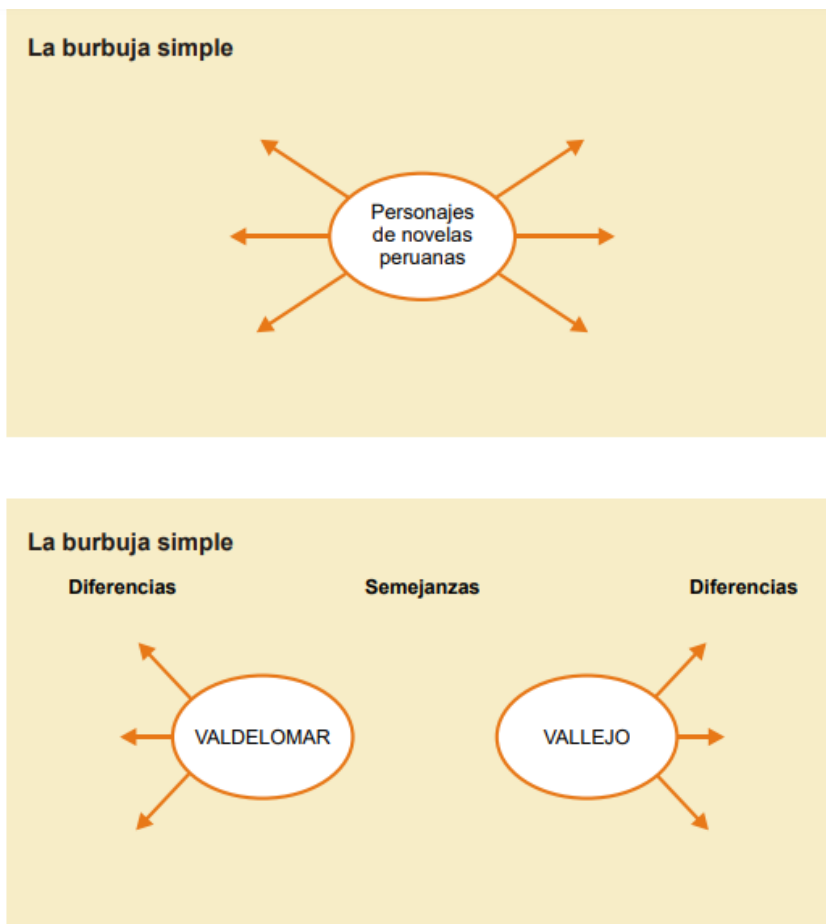 La burbuja simple
Personajes
de novelas
peruanas
La burbuja simple
Diferencias Semejanzas Diferencias
VALDELOMAR VALLEJO